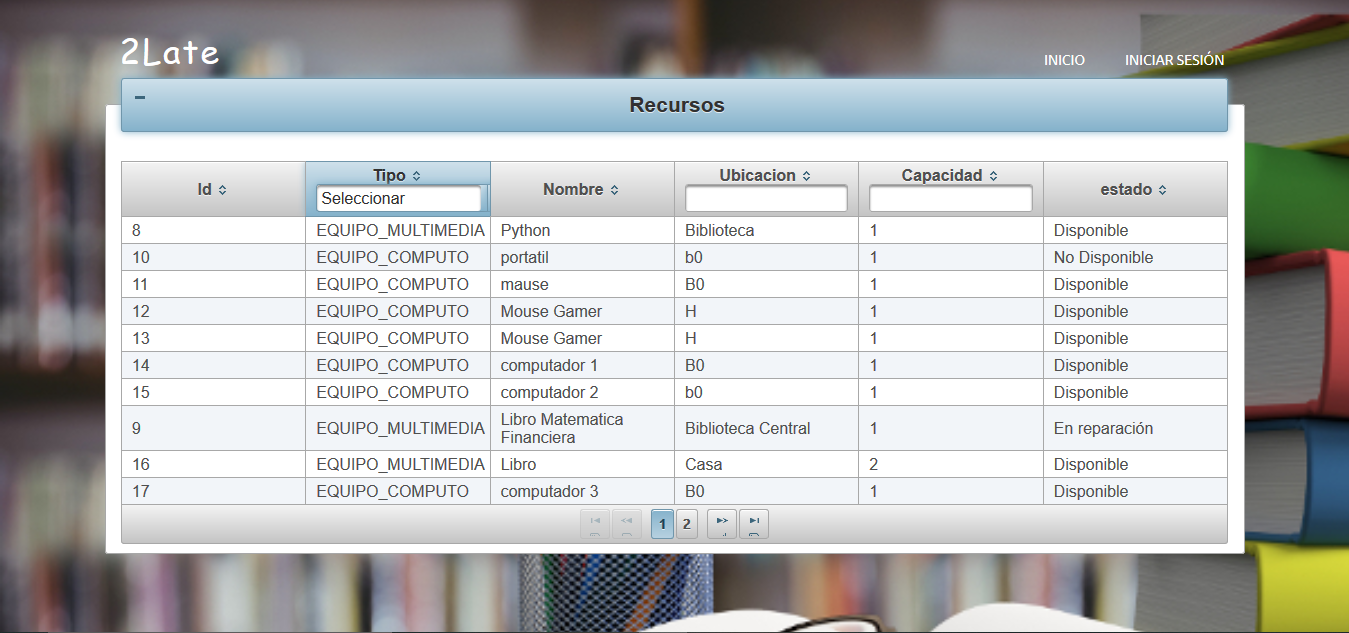 2Late
INICIO INICIAR SESIÓN
Recursos
Id Tipo Nombre Ubicacion Capacidad estado
Seleccionar
8 EQUIPO_MULTIMEDIA Python Biblioteca 1 Disponible
10 EQUIPO_COMPUTO portatil b0 1 No Disponible
11 EQUIPO_COMPUTO mause B0 1 Disponible
12 EQUIPO_COMPUTO Mouse Gamer H 1 Disponible
13 EQUIPO_COMPUTO Mouse Gamer H 1 Disponible
14 EQUIPO_COMPUTO computador 1 B0 1 Disponible
15 EQUIPO_COMPUTO computador 2 b0 1 Disponible
9 EQUIPO_MULTIMEDIA Libro Matematica Financiera Biblioteca Central 1 En reparación
16 EQUIPO_MULTIMEDIA Libro Casa 2 Disponible
17 EQUIPO_COMPUTO computador 3 B0 1 Disponible
1 2